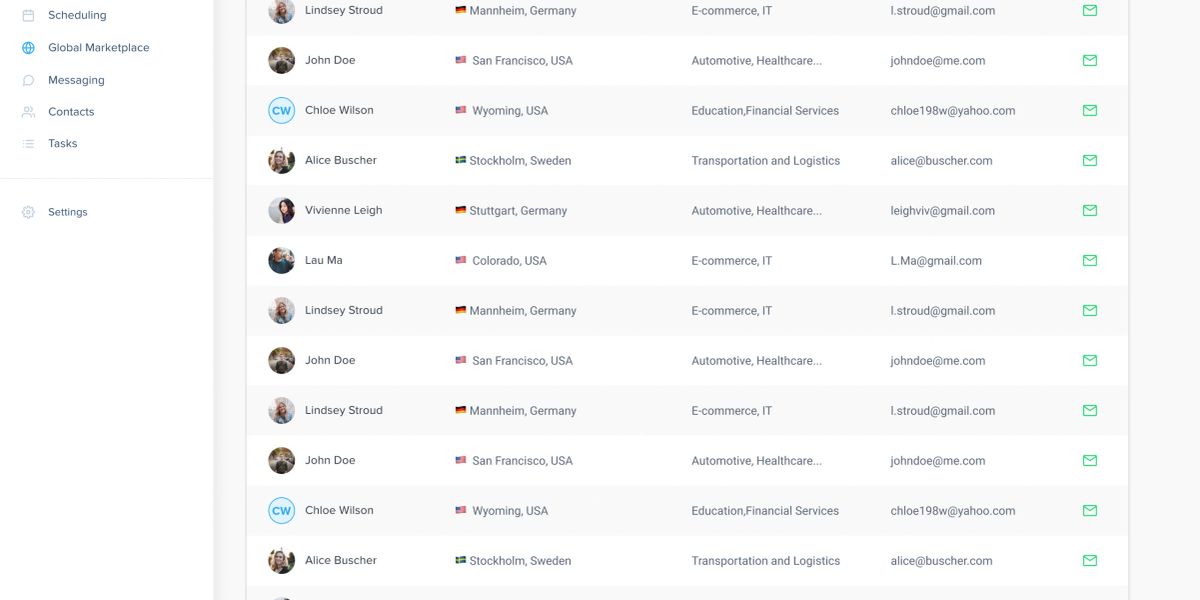 Scheduling
Global Marketplace
Messaging
Contacts
Tasks
Settings
Lindsey Stroud Mannheim, Germany E-commerce, IT l.stroud@gmail.com
John Doe San Francisco, USA Automotive, Healthcare... johndoe@me.com
CW Chloe Wilson Wyoming, USA Education,Financial Services chloe198w@yahoo.com
Alice Buscher Stockholm, Sweden Transportation and Logistics alice@buscher.com
Vivienne Leigh Stuttgart, Germany Automotive, Healthcare... leighviv@gmail.com
Lau Ma Colorado, USA E-commerce, IT L.Ma@gmail.com
Lindsey Stroud Mannheim, Germany E-commerce, IT l.stroud@gmail.com
John Doe San Francisco, USA Automotive, Healthcare... johndoe@me.com
Lindsey Stroud Mannheim, Germany E-commerce, IT l.stroud@gmail.com
John Doe San Francisco, USA Automotive, Healthcare... johndoe@me.com
CW Chloe Wilson Wyoming, USA Education,Financial Services chloe198w@yahoo.com
Alice Buscher Stockholm, Sweden Transportation and Logistics alice@buscher.com